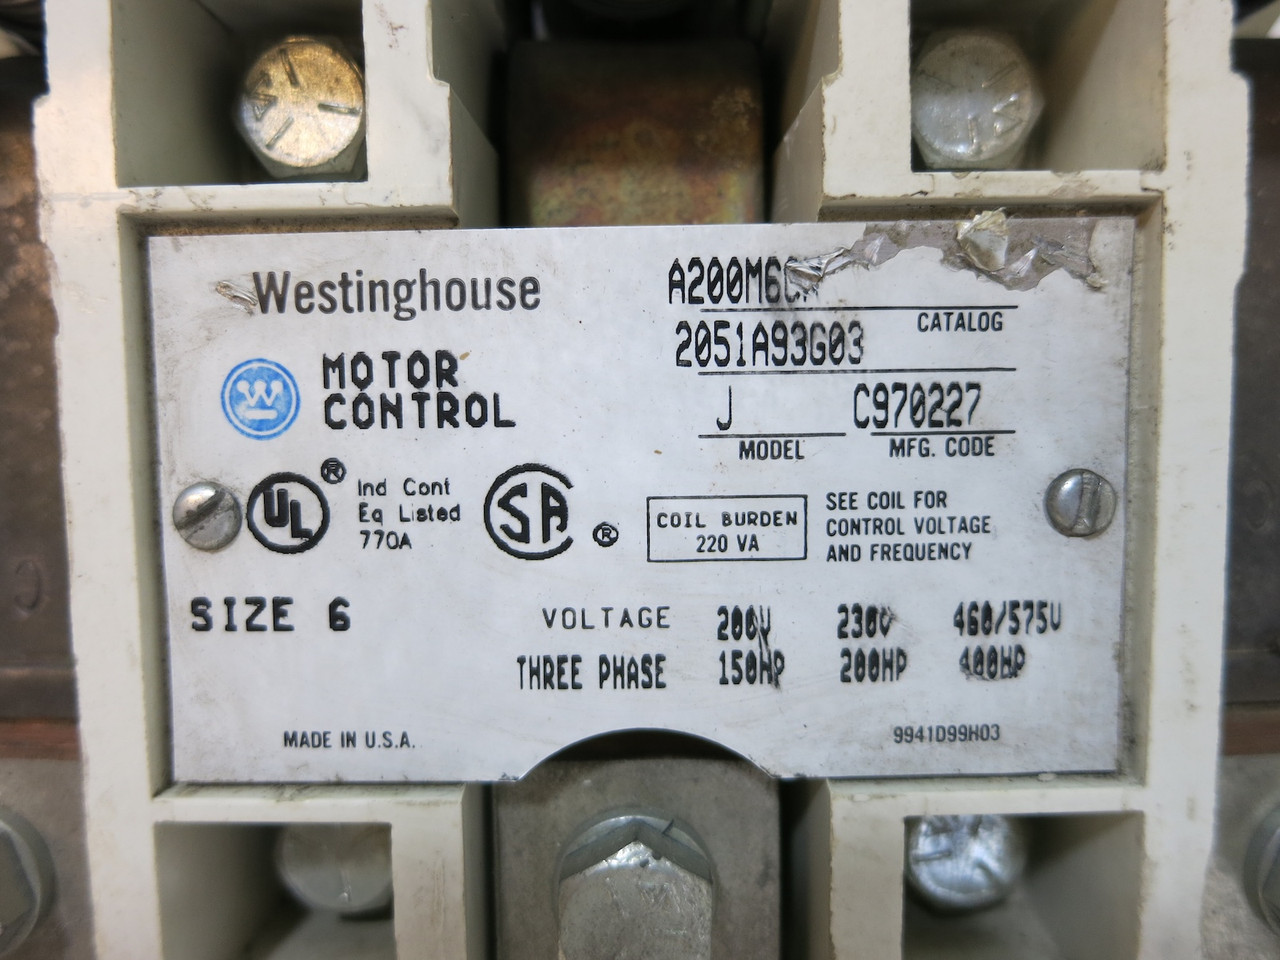 Westinghouse
A200M6C
CATALOG
2051A93G03
MOTOR
CONTROL
J C970227
MODEL MFG. CODE
W
UL ® Ind Cont
Eq Listed
770A
SA ®
COIL BURDEN
220 VA
SEE COIL FOR
CONTROL VOLTAGE
AND FREQUENCY
SIZE 6
VOLTAGE 200V 230V 460/575V
THREE PHASE 150HP 200HP 400HP
MADE IN U.S.A.
9941D99H03